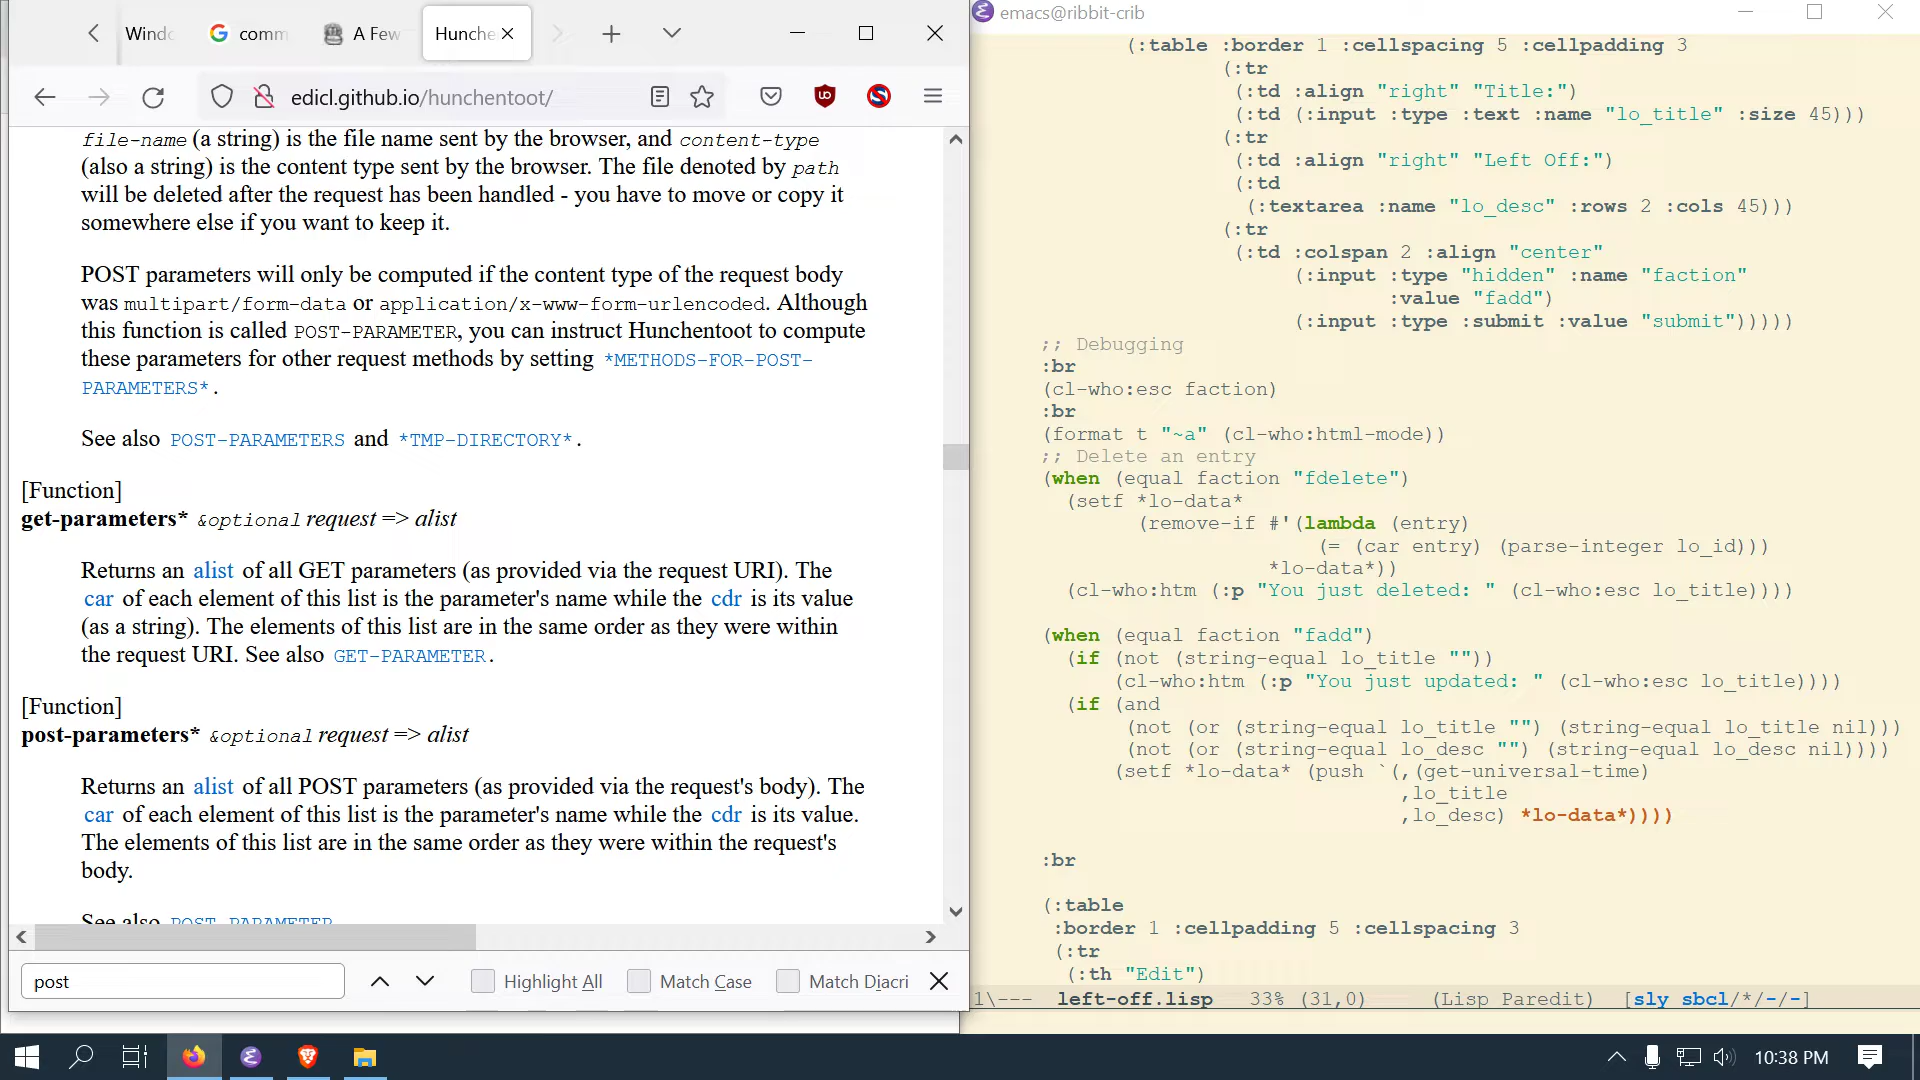 Windo
comm
A Few
Hunche
edicl.github.io/hunchentoot/
file-name (a string) is the file name sent by the browser, and content-type
(also a string) is the content type sent by the browser. The file denoted by path
will be deleted after the request has been handled - you have to move or copy it
somewhere else if you want to keep it.
POST parameters will only be computed if the content type of the request body
was multipart/form-data or application/x-www-form-urlencoded. Although
this function is called POST-PARAMETER, you can instruct Hunchentoot to compute
these parameters for other request methods by setting *METHODS-FOR-POST-
PARAMETERS*.
See also POST-PARAMETERS and *TMP-DIRECTORY*.
[Function]
get-parameters* &optional request => alist
Returns an alist of all GET parameters (as provided via the request URI). The
car of each element of this list is the parameter's name while the cdr is its value
(as a string). The elements of this list are in the same order as they were within
the request URI. See also GET-PARAMETER.
[Function]
post-parameters* &optional request => alist
Returns an alist of all POST parameters (as provided via the request's body). The
car of each element of this list is the parameter's name while the cdr is its value.
The elements of this list are in the same order as they were within the request's
body.
See also POST-PARAMETER
post
Highlight All
Match Case
Match Diacri
emacs@ribbit-crib
(:table :border 1 :cellspacing 5 :cellpadding 3
(:tr
(:td :align "right" "Title:")
(:td (:input :type :text :name "lo_title" :size 45)))
(:tr
(:td :align "right" "Left Off:")
(:td
(:textarea :name "lo_desc" :rows 2 :cols 45)))
(:tr
(:td :colspan 2 :align "center"
(:input :type "hidden" :name "faction"
:value "fadd")
(:input :type :submit :value "submit")))))
;; Debugging
:br
(cl-who:esc faction)
:br
(format t "~a" (cl-who:html-mode))
;; Delete an entry
(when (equal faction "fdelete")
(setf *lo-data*
(remove-if #'(lambda (entry)
(= (car entry) (parse-integer lo_id)))
*lo-data*))
(cl-who:htm (:p "You just deleted: " (cl-who:esc lo_title))))
(when (equal faction "fadd")
(if (not (string-equal lo_title ""))
(cl-who:htm (:p "You just updated: " (cl-who:esc lo_title))))
(if (and
(not (or (string-equal lo_title "") (string-equal lo_title nil)))
(not (or (string-equal lo_desc "") (string-equal lo_desc nil))))
(setf *lo-data* (push `(,(get-universal-time)
,lo_title
,lo_desc) *lo-data*))))
:br
(:table
:border 1 :cellpadding 5 :cellspacing 3
(:tr
(:th "Edit")
1\--- left-off.lisp 33% (31,0) (Lisp Paredit) [sly sbcl/*/-/-]
10:38 PM